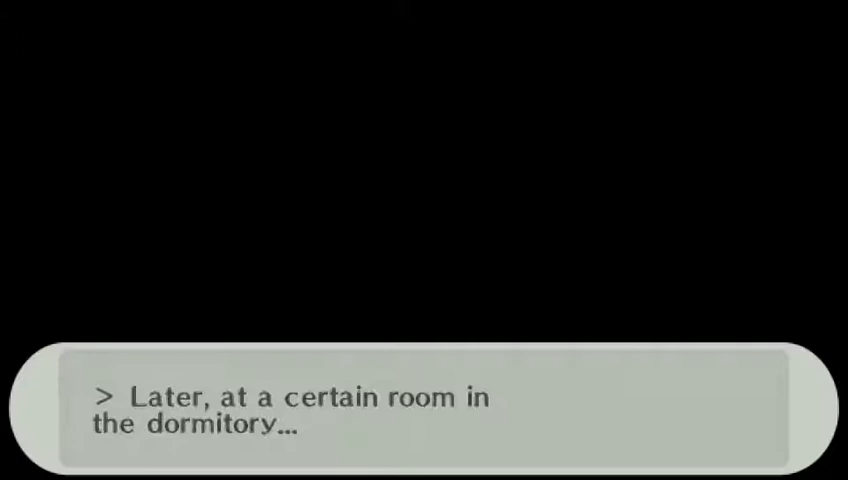 > Later, at a certain room in
the dormitory...